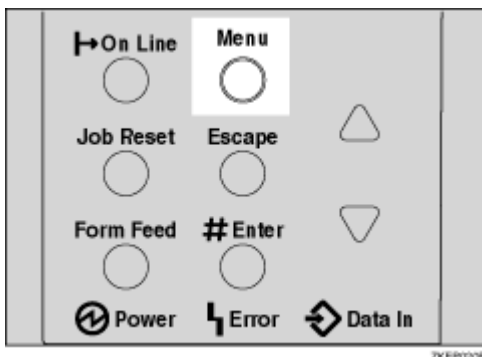 On Line Menu
Job Reset Escape
Form Feed # Enter
Power Error Data In